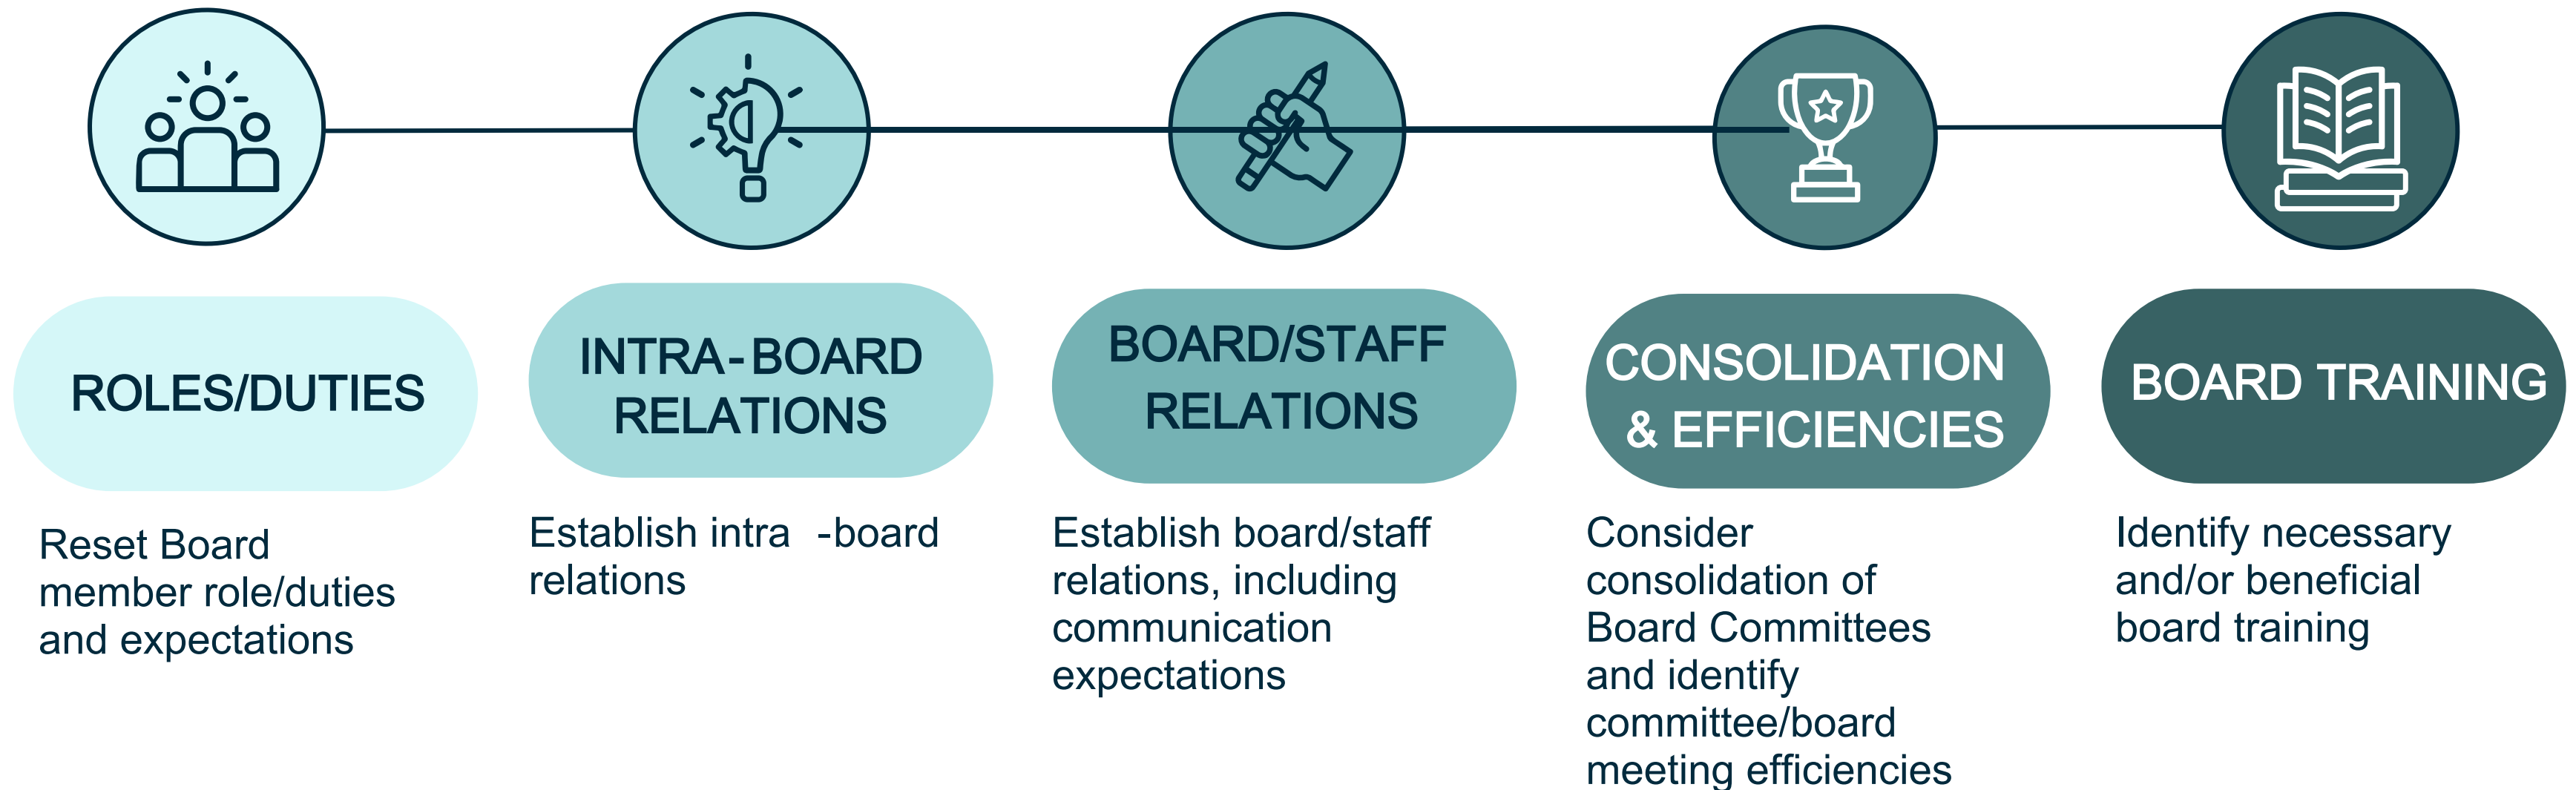 ROLES/DUTIES
Reset Board
member role/duties
and expectations
INTRA-BOARD
RELATIONS
Establish intra -board
relations
BOARD/STAFF
RELATIONS
Establish board/staff
relations, including
communication
expectations
CONSOLIDATION
& EFFICIENCIES
Consider
consolidation of
Board Committees
and identify
committee/board
meeting efficiencies
BOARD TRAINING
Identify necessary
and/or beneficial
board training